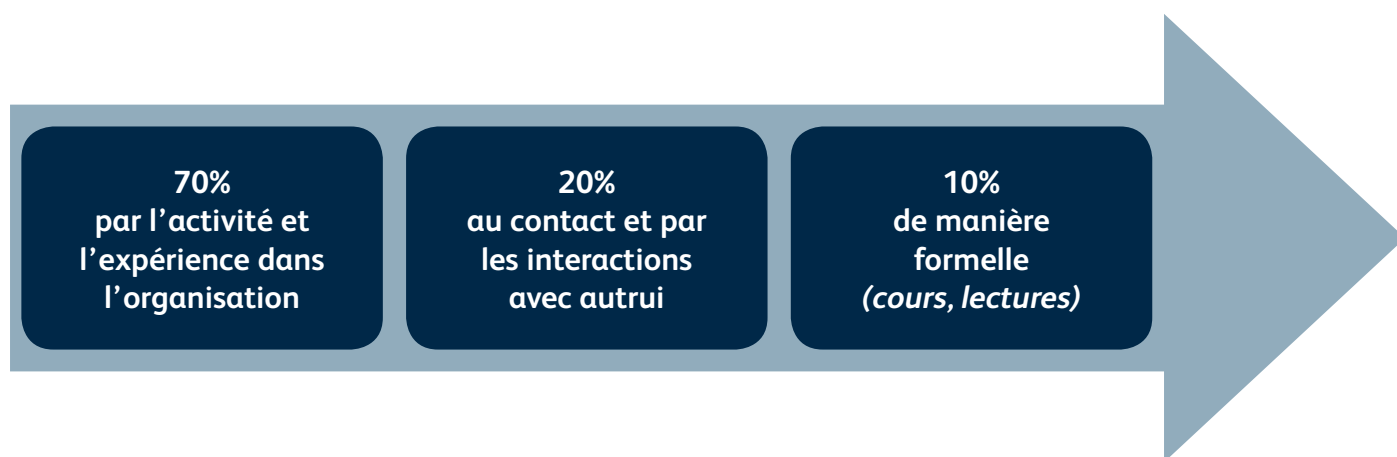 70%
par l’activité et
l’expérience dans
l’organisation
20%
au contact et par
les interactions
avec autrui
10%
de manière
formelle
(cours, lectures)